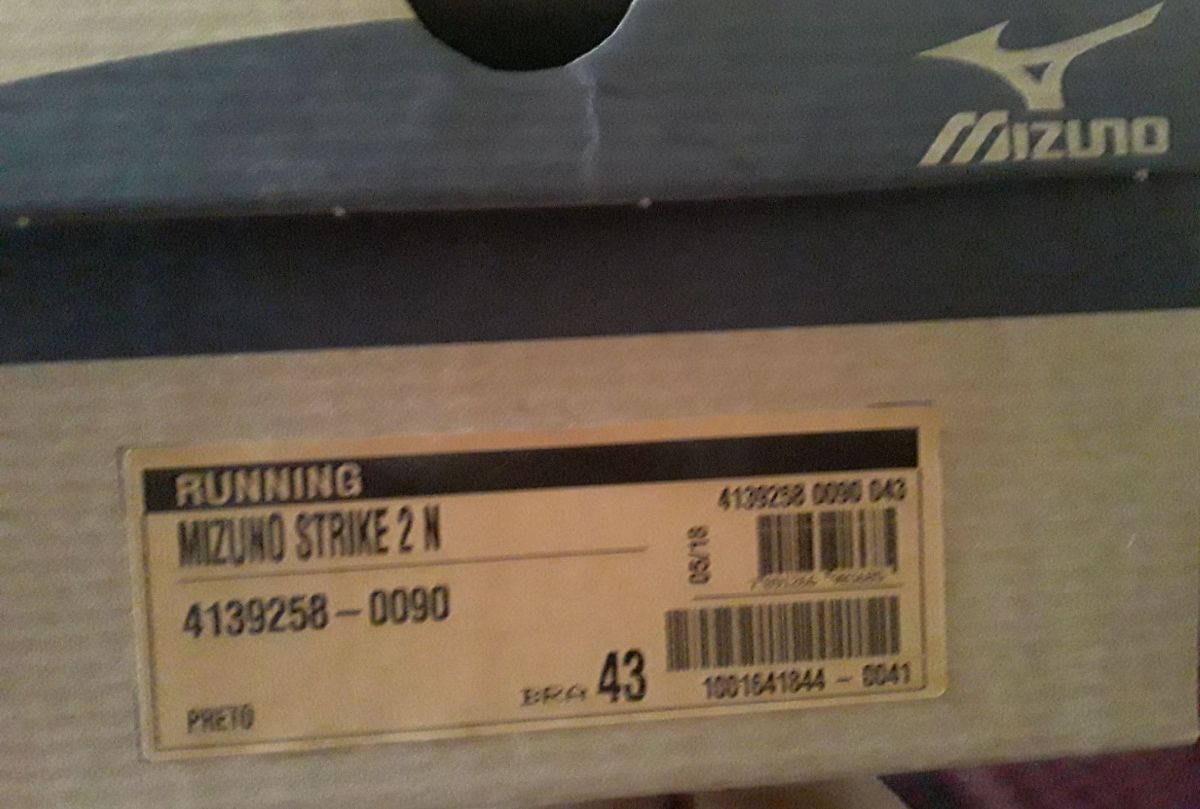 MIZUNO
RUNNING
MIZUNO STRIKE 2 N
4139258-0090
PRETO
BRA 43
4139258 0090 043
05/18
1001641844 - 0041